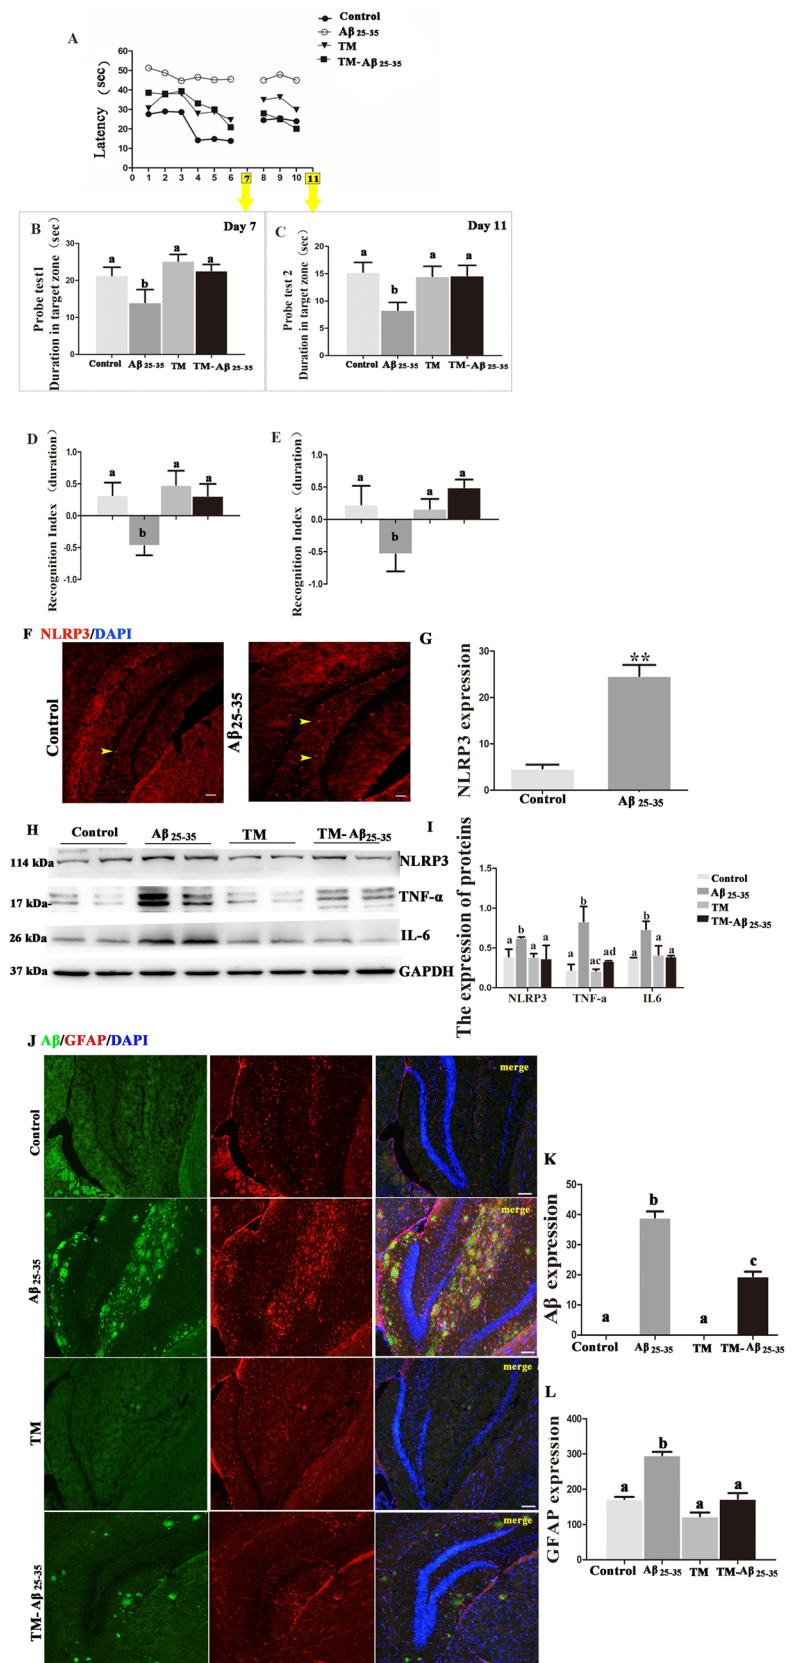 Control
Aβ 25-35
TM
TM-Aβ 25-35
A
Latency (sec)
60
50
40
30
20
10
0
0 1 2 3 4 5 6 7 8 9 10 11
B
Day 7
Probe test1
Duration in target zone (sec)
30
20
10
0
a b a a
Control Aβ 25-35 TM TM-Aβ 25-35
C
Day 11
Probe test 2
Duration in target zone (sec)
20
15
10
5
0
a b a a
Control Aβ 25-35 TM TM-Aβ 25-35
D
Recognition Index (duration)
1.0
0.5
0.0
-0.5
-1.0
a b a a
E
Recognition Index (duration)
1.0
0.5
0.0
-0.5
-1.0
a b a a
F NLRP3/DAPI
Control
Aβ 25-35
G
NLRP3 expression
30
20
10
0
**
Control Aβ 25-35
H
Control Aβ 25-35 TM TM- Aβ 25-35
114 kDa NLRP3
17 kDa- TNF-α
26 kDa IL-6
37 kDa GAPDH
I
The expression of proteins
1.5
1.0
0.5
0.0
Control
Aβ 25-35
TM
TM-Aβ 25-35
a b a a
a b ac ad
a b a a
NLRP3 TNF-a IL6
J Aβ/GFAP/DAPI
Control
merge
Aβ 25-35
merge
TM
merge
TM- Aβ 25-35
merge
K
Aβ expression
50
40
30
20
10
0
a b a c
Control Aβ 25-35 TM TM- Aβ 25-35
L
GFAP expression
400
300
200
100
0
a b a a
Control Aβ 25-35 TM TM-Aβ 25-35